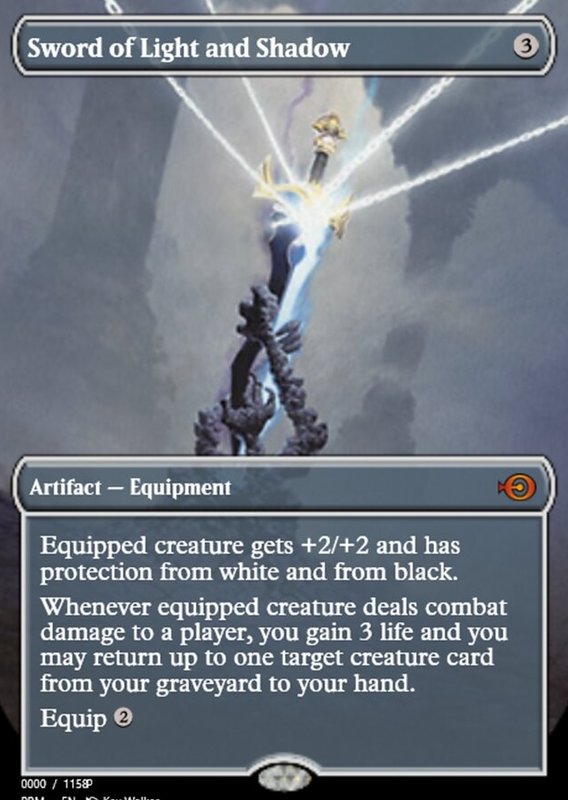 Sword of Light and Shadow 3
Artifact — Equipment
Equipped creature gets +2/+2 and has
protection from white and from black.
Whenever equipped creature deals combat
damage to a player, you gain 3 life and you
may return up to one target creature card
from your graveyard to your hand.
Equip 2
0000 / 1158P